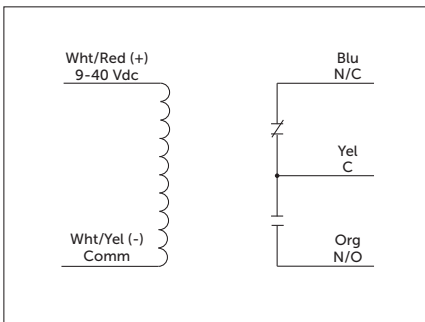 Wht/Red (+)
9-40 Vdc
Blu
N/C
Yel
C
Wht/Yel (-)
Comm
Org
N/O